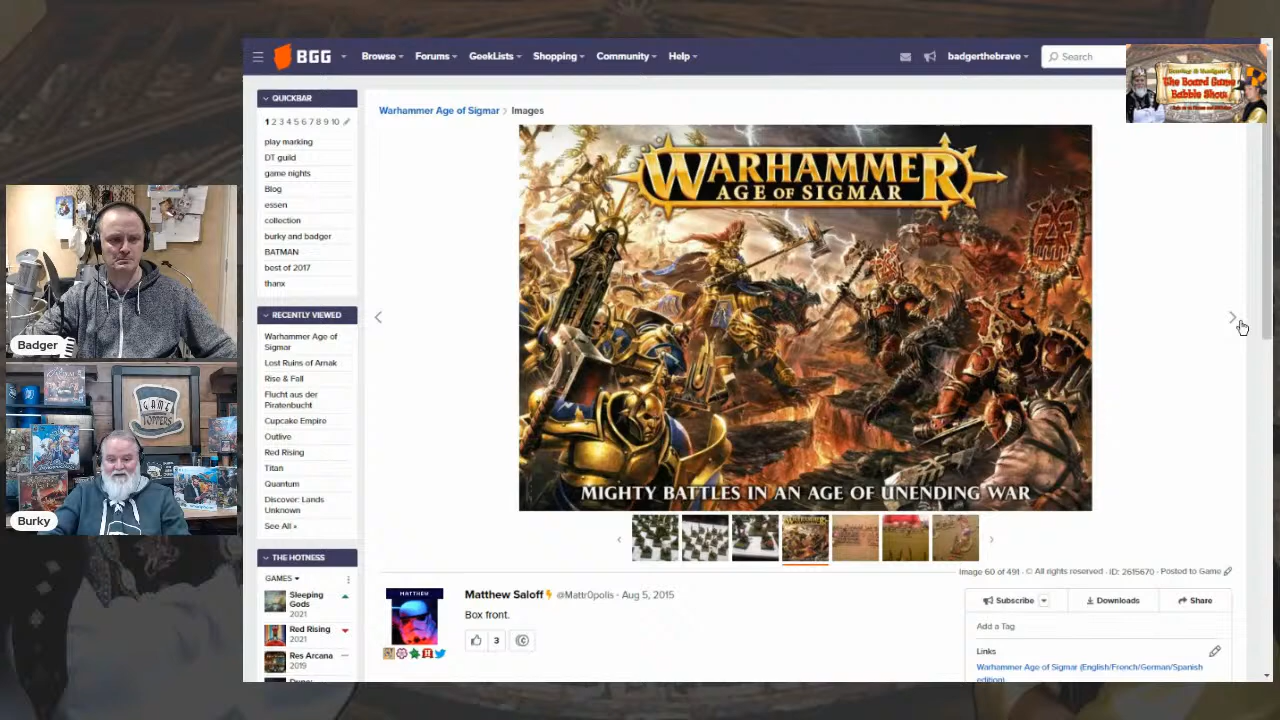 BGG
Browse
Forums
GeekLists
Shopping
Community
Help
badgerthebrave
Search
The Board Game
Babble Show
QUICKBAR
1 2 3 4 5 6 7 8 9 10
play marking
DT guild
game nights
Blog
essen
collection
burky and badger
BATMAN
best of 2017
thanx
RECENTLY VIEWED
Warhammer Age of
Sigmar
Lost Ruins of Arnak
Rise & Fall
Flucht aus der
Piratenbucht
Cupcake Empire
Outlive
Red Rising
Titan
Quantum
Discover: Lands
Unknown
See All »
THE HOTNESS
GAMES
Sleeping
Gods
2021
Red Rising
2021
Res Arcana
2019
Warhammer Age of Sigmar > Images
WARHAMMER
AGE OF SIGMAR
MIGHTY BATTLES IN AN AGE OF UNENDING WAR
Image 60 of 491 · © All rights reserved · ID: 2615670 · Posted to Game
MATTHEW
Matthew Saloff @Mattr0polis · Aug 5, 2015
Box front.
3
Subscribe
Downloads
Share
Add a Tag
Links
Warhammer Age of Sigmar (English/French/German/Spanish
edition)
Badger
GAME
TOPPERS
Burky